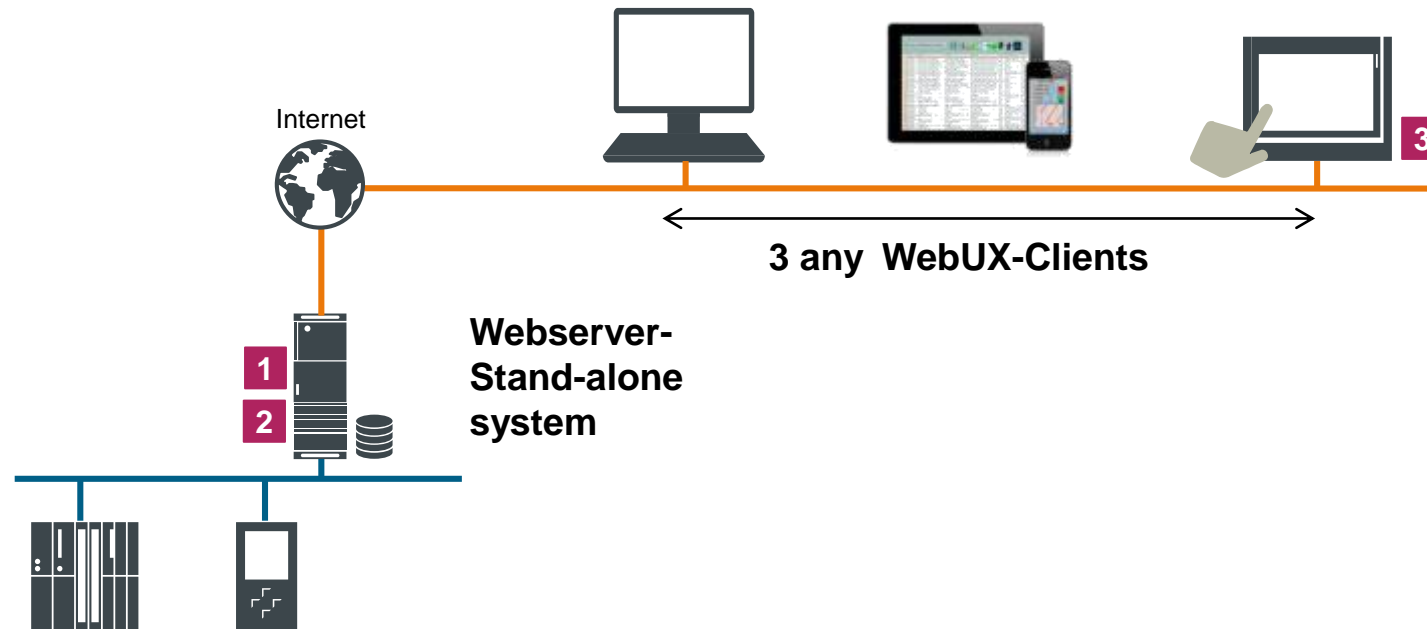 Internet
3
3 any WebUX-Clients
Webserver-
Stand-alone
system
1
2